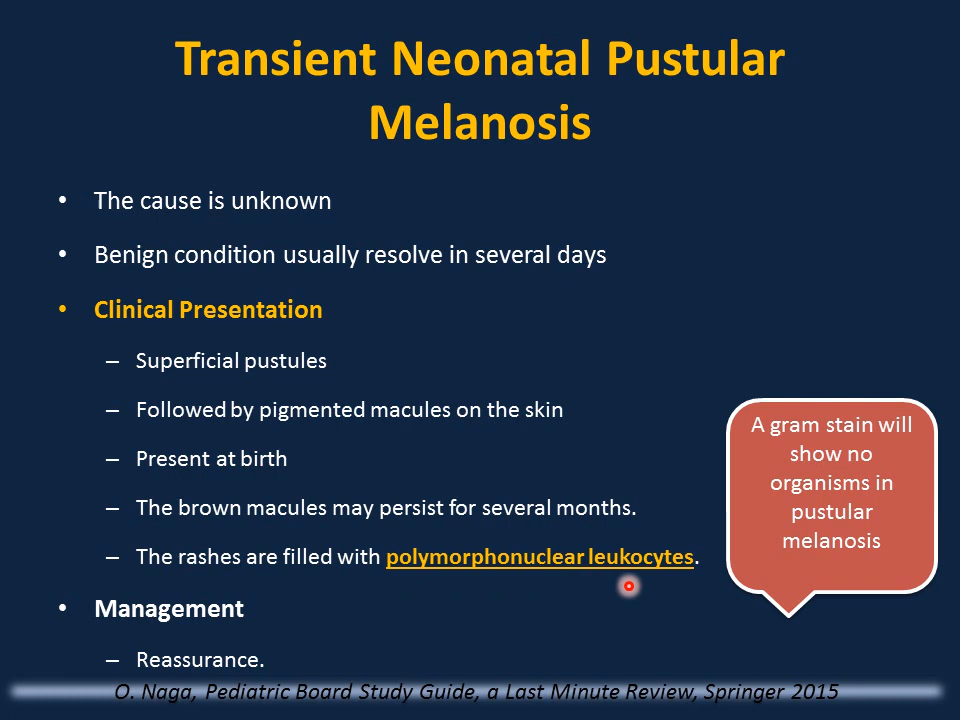 Transient Neonatal Pustular
Melanosis
• The cause is unknown
• Benign condition usually resolve in several days
• Clinical Presentation
– Superficial pustules
– Followed by pigmented macules on the skin
– Present at birth
– The brown macules may persist for several months.
– The rashes are filled with polymorphonuclear leukocytes.
A gram stain will
show no
organisms in
pustular
melanosis
• Management
– Reassurance.
O. Naga, Pediatric Board Study Guide, a Last Minute Review, Springer 2015